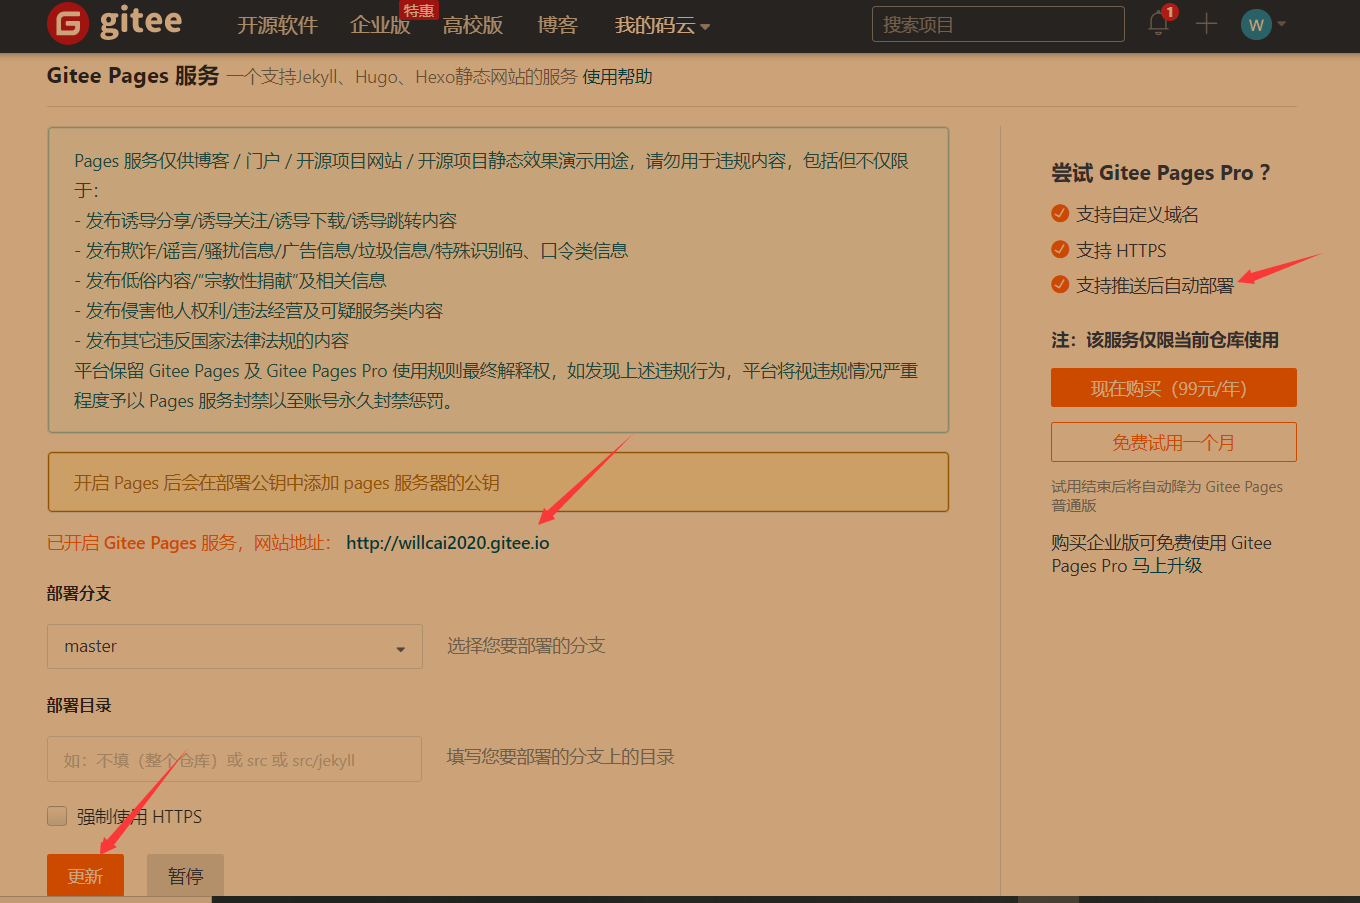 gitee 开源软件 企业版 特惠 高校版 博客 我的码云 搜索项目 1 W
Gitee Pages 服务 一个支持Jekyll、Hugo、Hexo静态网站的服务 使用帮助
Pages 服务仅供博客 / 门户 / 开源项目网站 / 开源项目静态效果演示用途，请勿用于违规内容，包括但不仅限
于：
- 发布诱导分享/诱导关注/诱导下载/诱导跳转内容
- 发布欺诈/谣言/骚扰信息/广告信息/垃圾信息/特殊识别码、口令类信息
- 发布低俗内容/“宗教性捐献”及相关信息
- 发布侵害他人权利/违法经营及可疑服务类内容
- 发布其它违反国家法律法规的内容
平台保留 Gitee Pages 及 Gitee Pages Pro 使用规则最终解释权，如发现上述违规行为，平台将视违规情况严重
程度予以 Pages 服务封禁以至账号永久封禁惩罚。
开启 Pages 后会在部署公钥中添加 pages 服务器的公钥
已开启 Gitee Pages 服务，网站地址： http://willcai2020.gitee.io
部署分支
master 选择您要部署的分支
部署目录
如：不填（整个仓库）或 src 或 src/jekyll 填写您要部署的分支上的目录
强制使用 HTTPS
更新 暂停
尝试 Gitee Pages Pro ？
支持自定义域名
支持 HTTPS
支持推送后自动部署
注：该服务仅限当前仓库使用
现在购买（99元/年）
免费试用一个月
试用结束后将自动降为 Gitee Pages
普通版
购买企业版可免费使用 Gitee
Pages Pro 马上升级